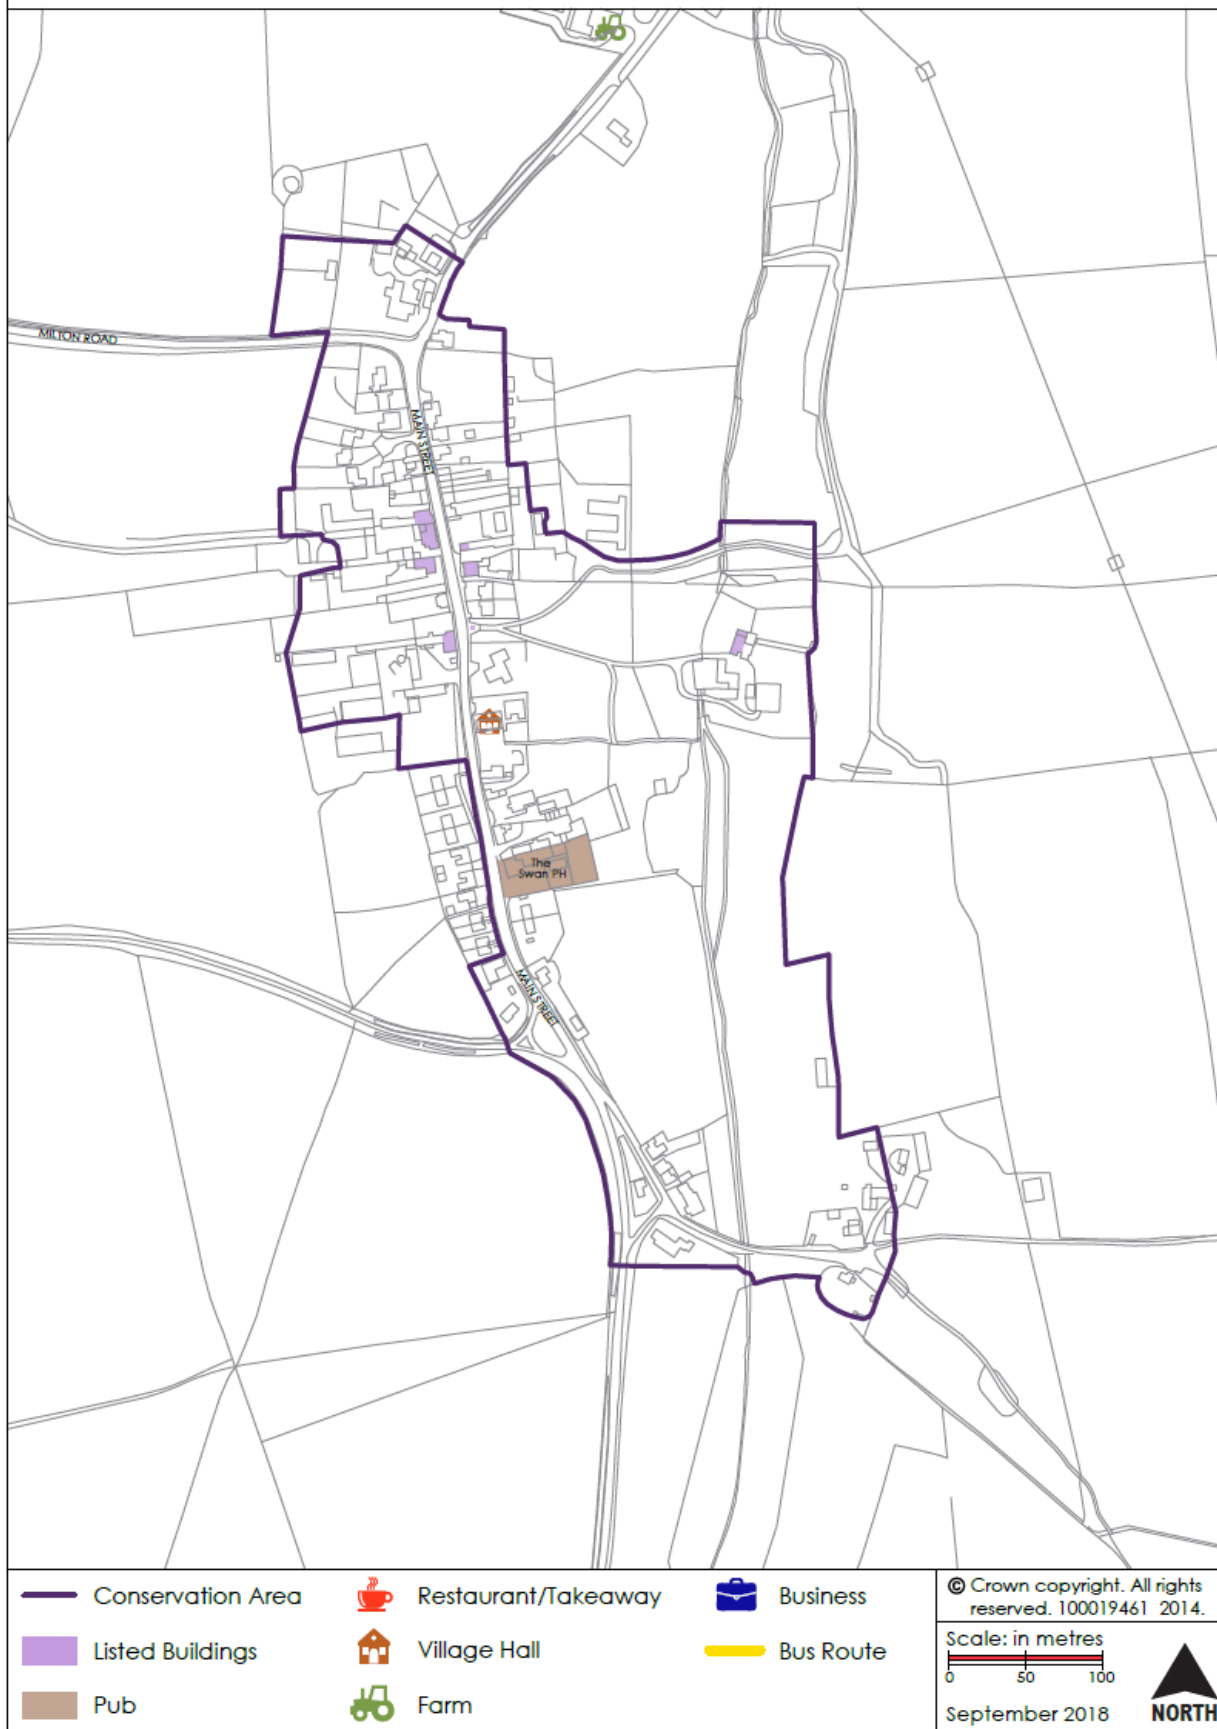 MILTON ROAD
MAIN STREET
The
Swan PH
MAIN STREET
Conservation Area
Restaurant/Takeaway
Business
Listed Buildings
Village Hall
Bus Route
Pub
Farm
© Crown copyright. All rights
reserved. 100019461 2014.
Scale: in metres
0 50 100
September 2018
NORTH